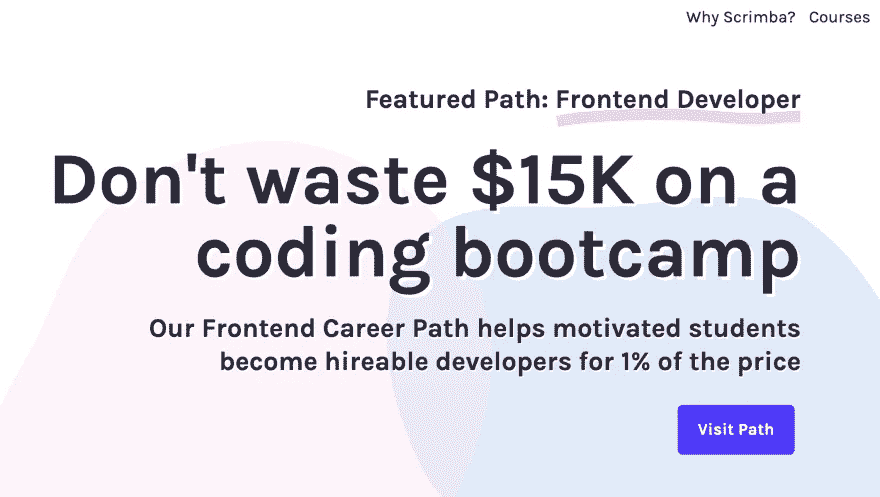 Why Scrimba? Courses
Featured Path: Frontend Developer
Don't waste $15K on a
coding bootcamp
Our Frontend Career Path helps motivated students
become hireable developers for 1% of the price
Visit Path